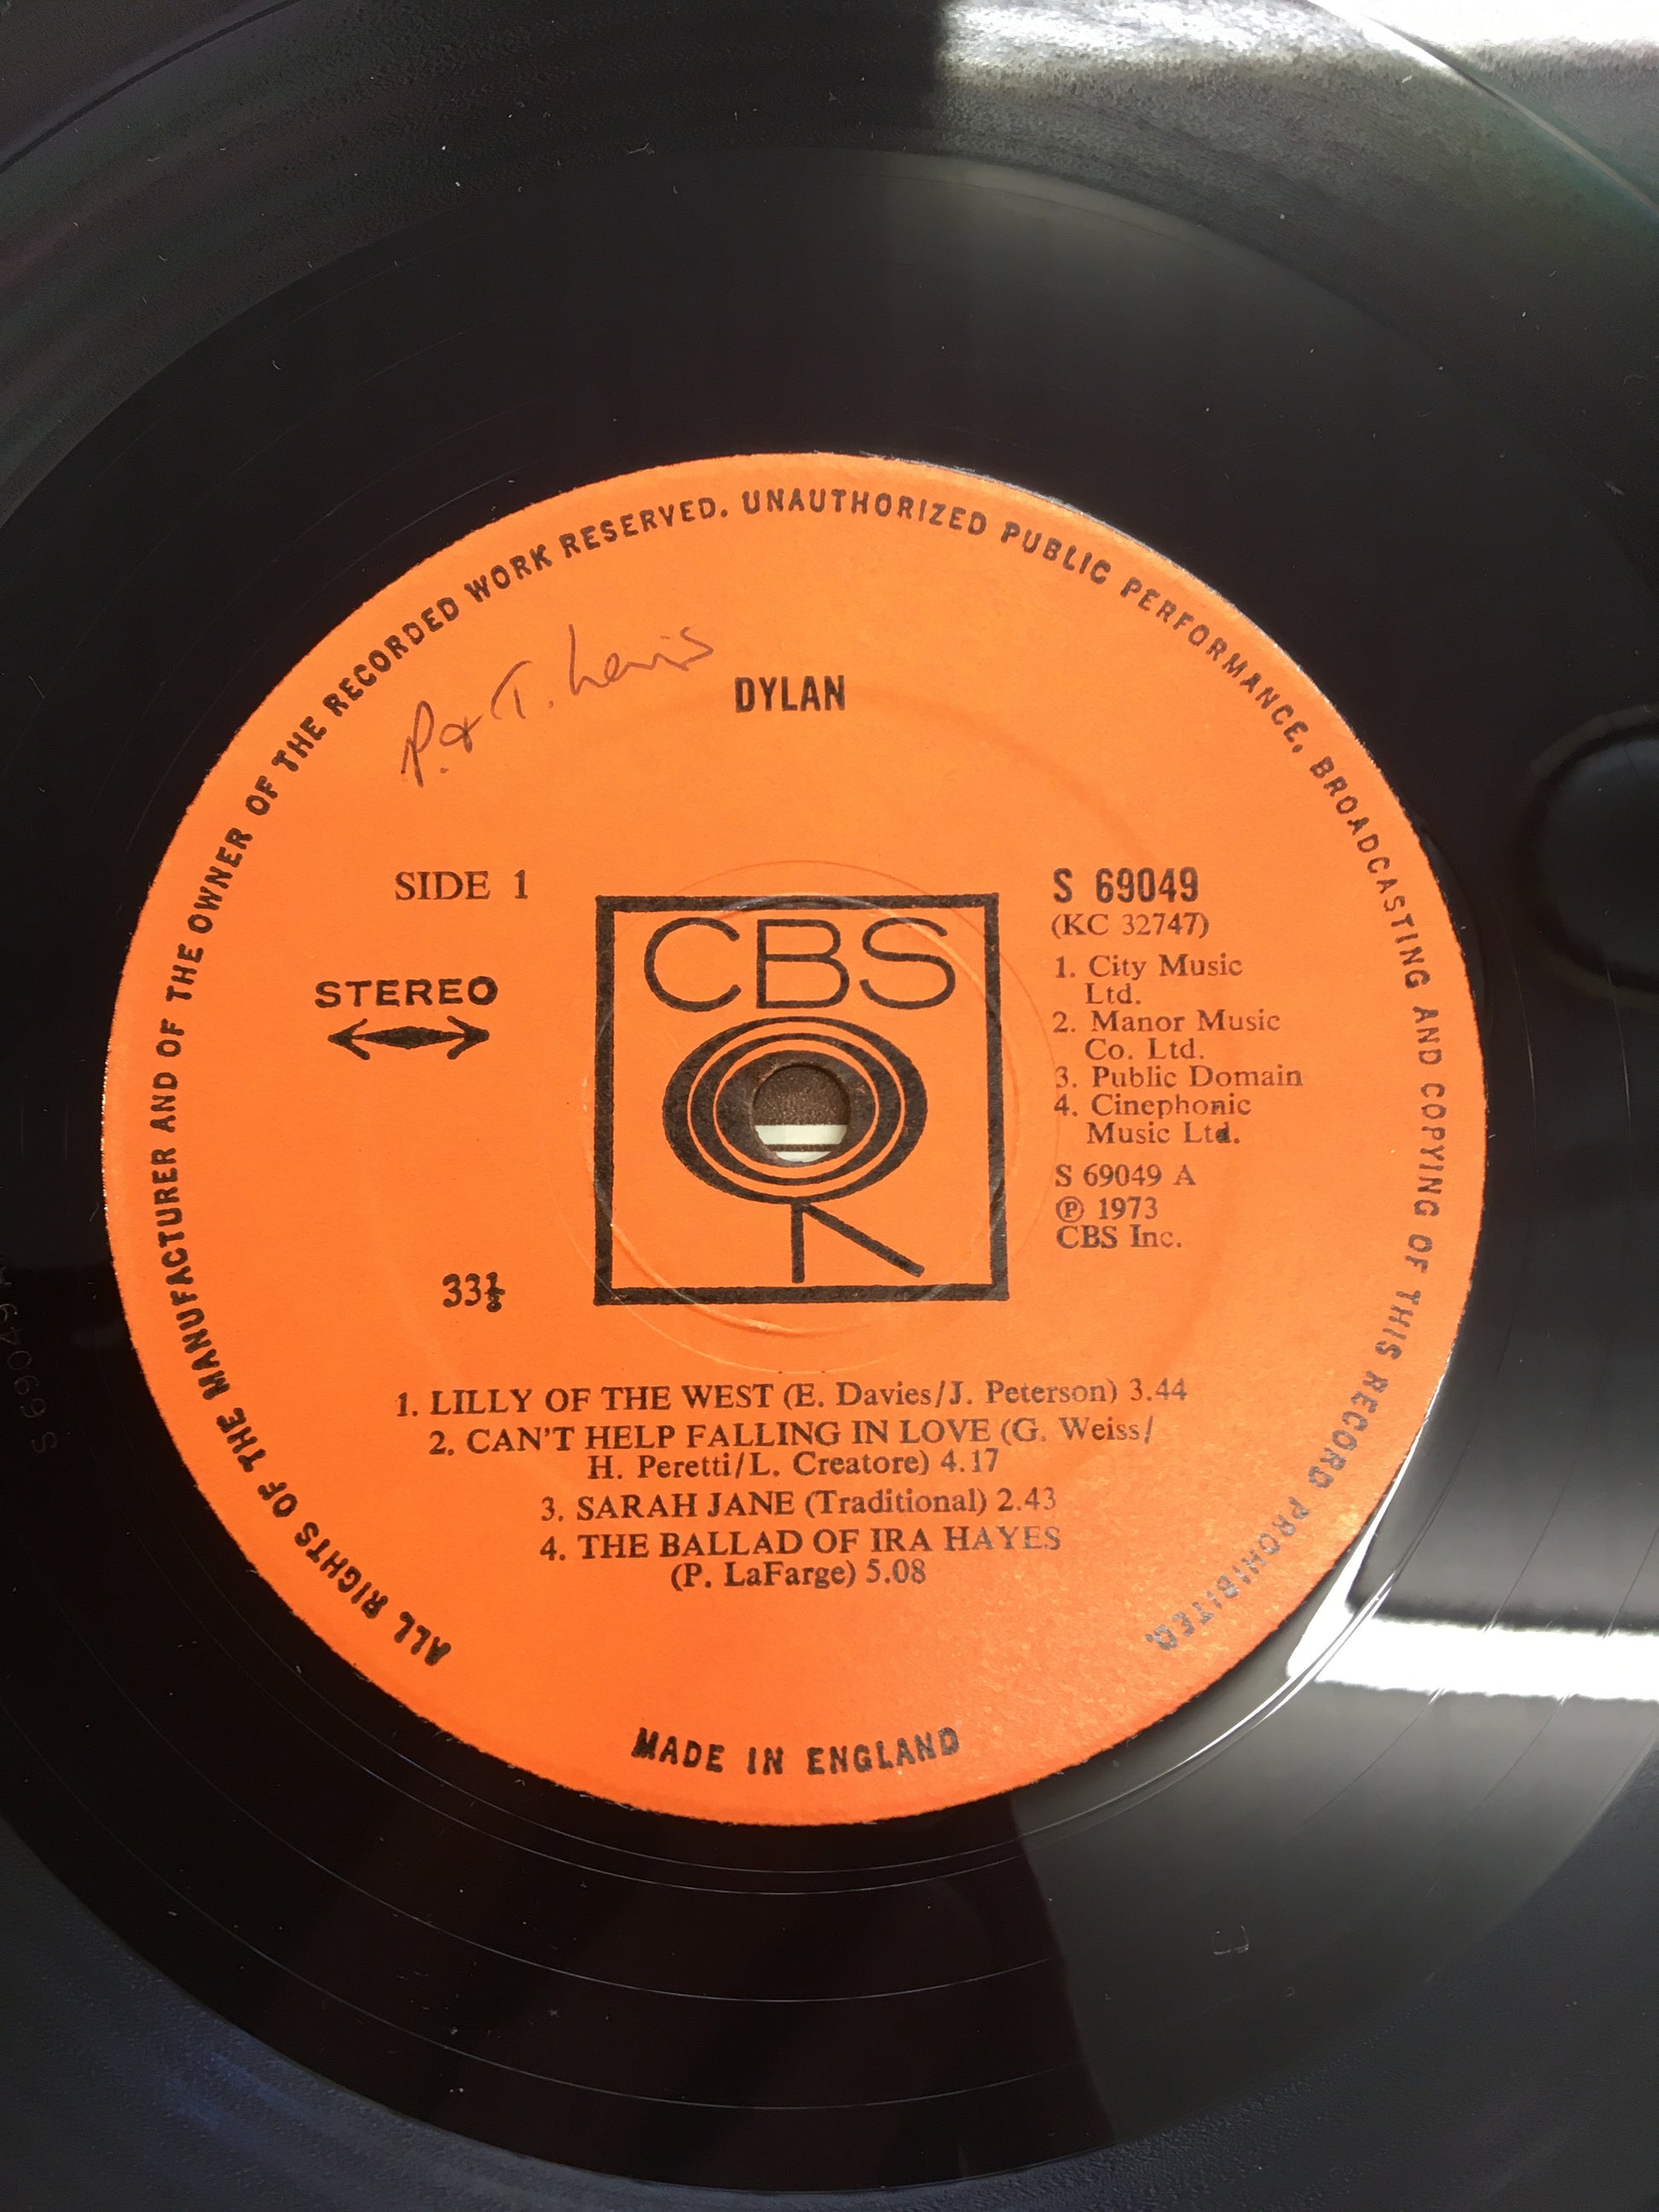 ALL RIGHTS OF THE MANUFACTURER AND OF THE OWNER OF THE RECORDED WORK RESERVED. UNAUTHORIZED PUBLIC PERFORMANCE, BROADCASTING AND COPYING OF THIS RECORD PROHIBITED.
P. & T. Lewis
DYLAN
SIDE 1
STEREO
33⅓
CBS
S 69049
(KC 32747)
1. City Music
Ltd.
2. Manor Music
Co. Ltd.
3. Public Domain
4. Cinephonic
Music Ltd.
S 69049 A
℗ 1973
CBS Inc.
1. LILLY OF THE WEST (E. Davies/J. Peterson) 3.44
2. CAN'T HELP FALLING IN LOVE (G. Weiss/
H. Peretti/L. Creatore) 4.17
3. SARAH JANE (Traditional) 2.43
4. THE BALLAD OF IRA HAYES
(P. LaFarge) 5.08
MADE IN ENGLAND